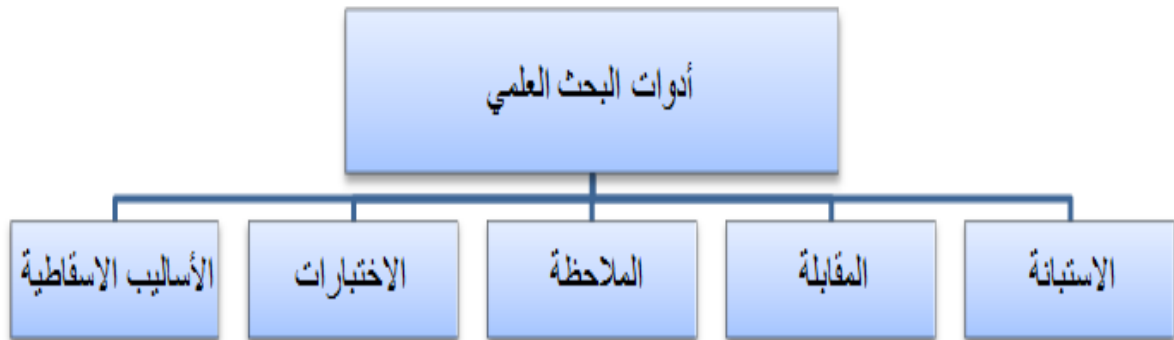 أدوات البحث العلمي
الاستبانة
المقابلة
الملاحظة
الاختبارات
الأساليب الاسقاطية